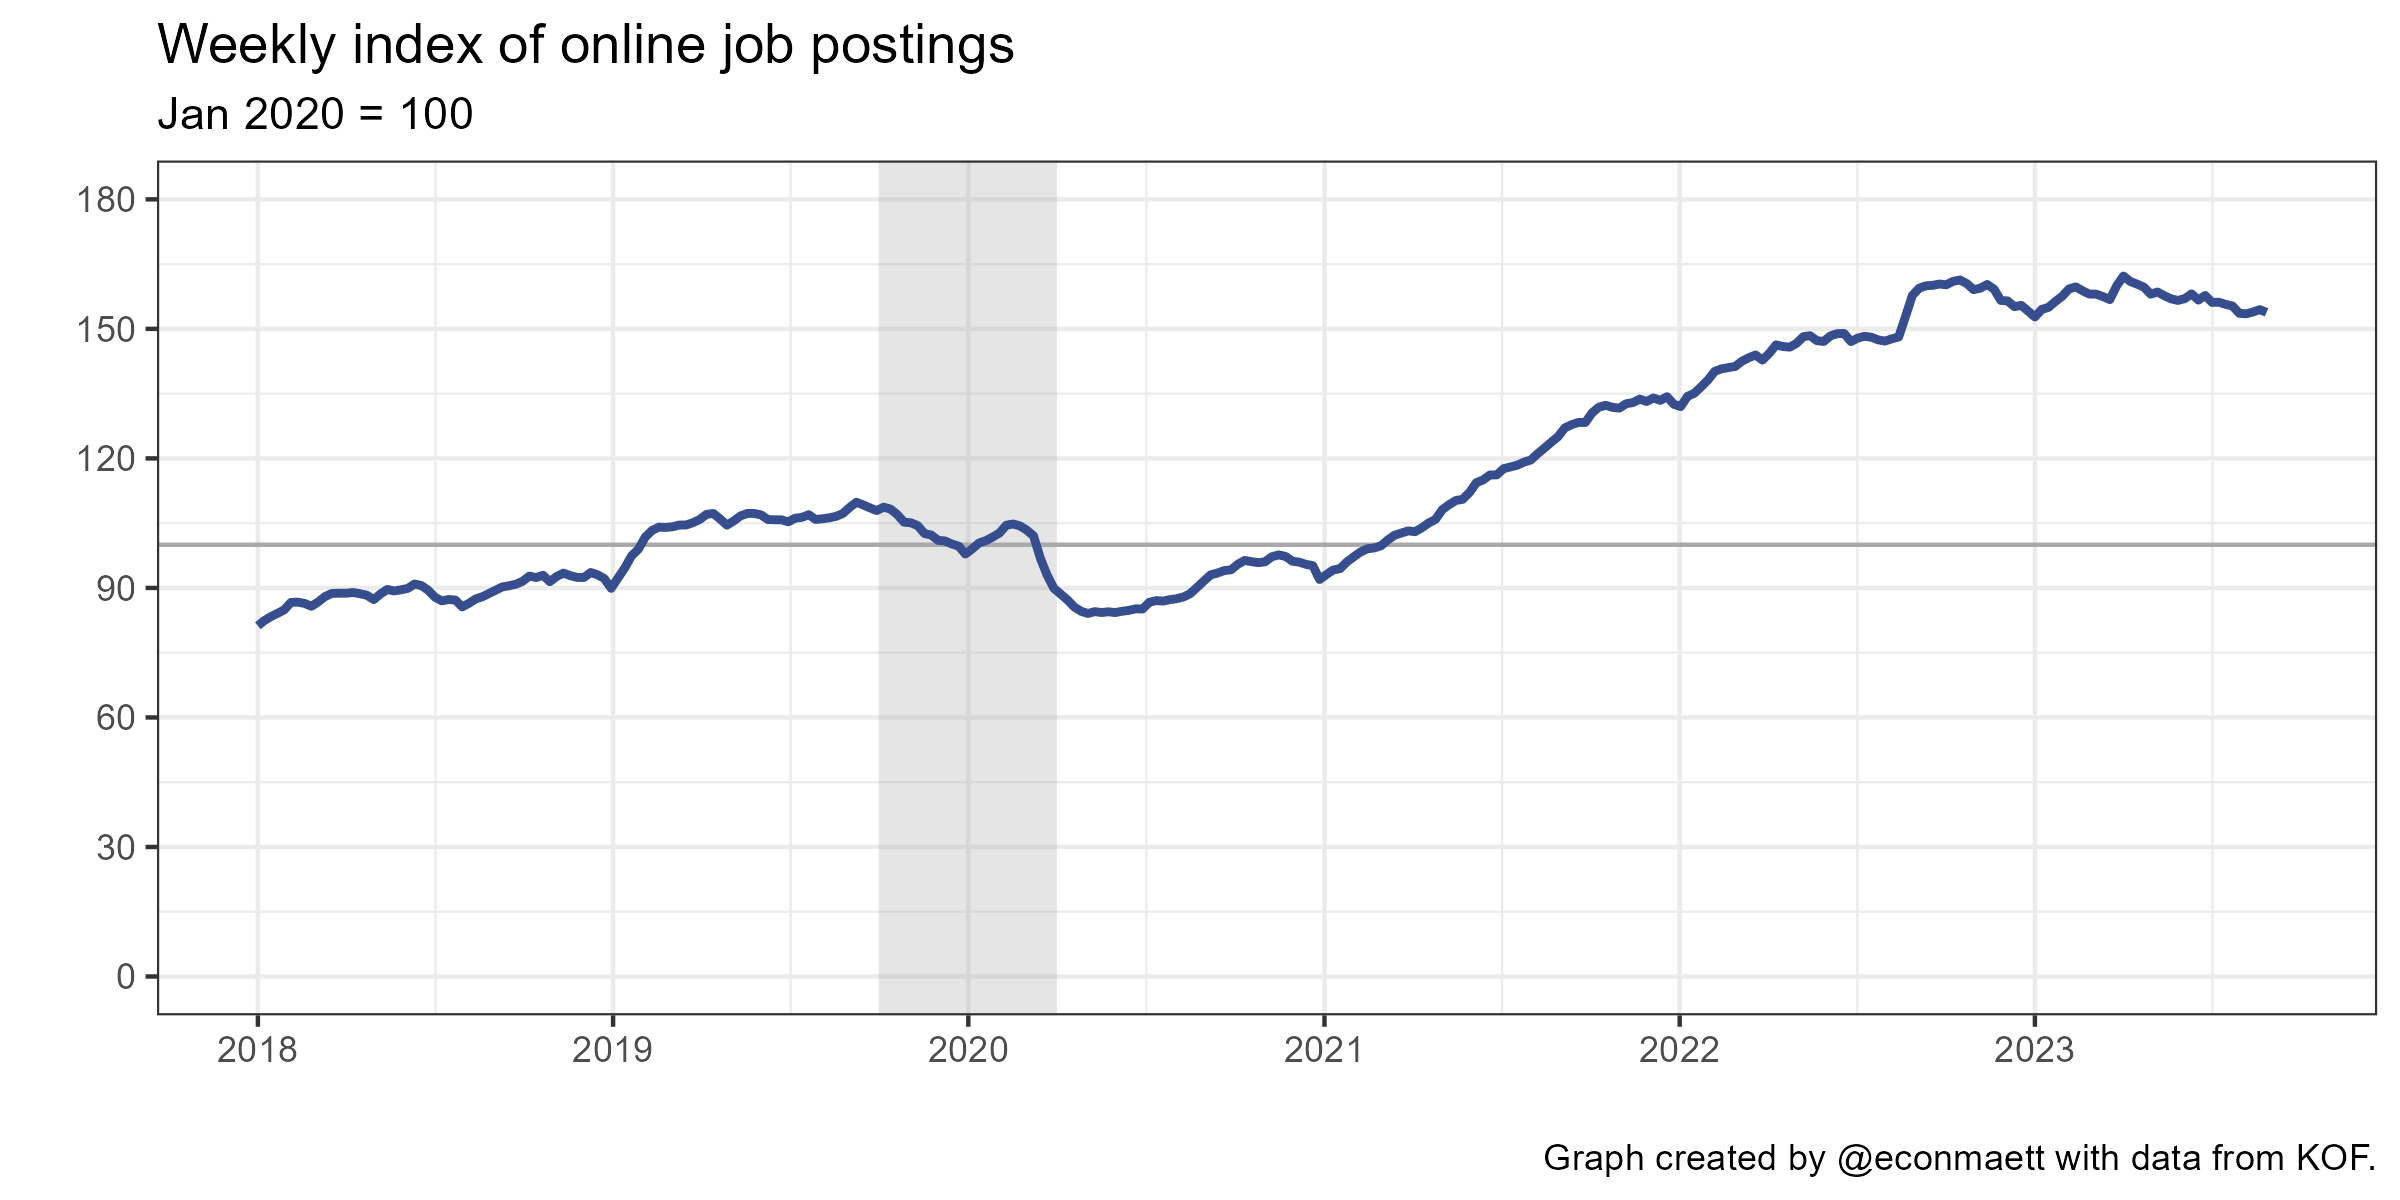 Weekly index of online job postings
Jan 2020 = 100
180
150
120
90
60
30
0
2018 2019 2020 2021 2022 2023
Graph created by @econmaett with data from KOF.